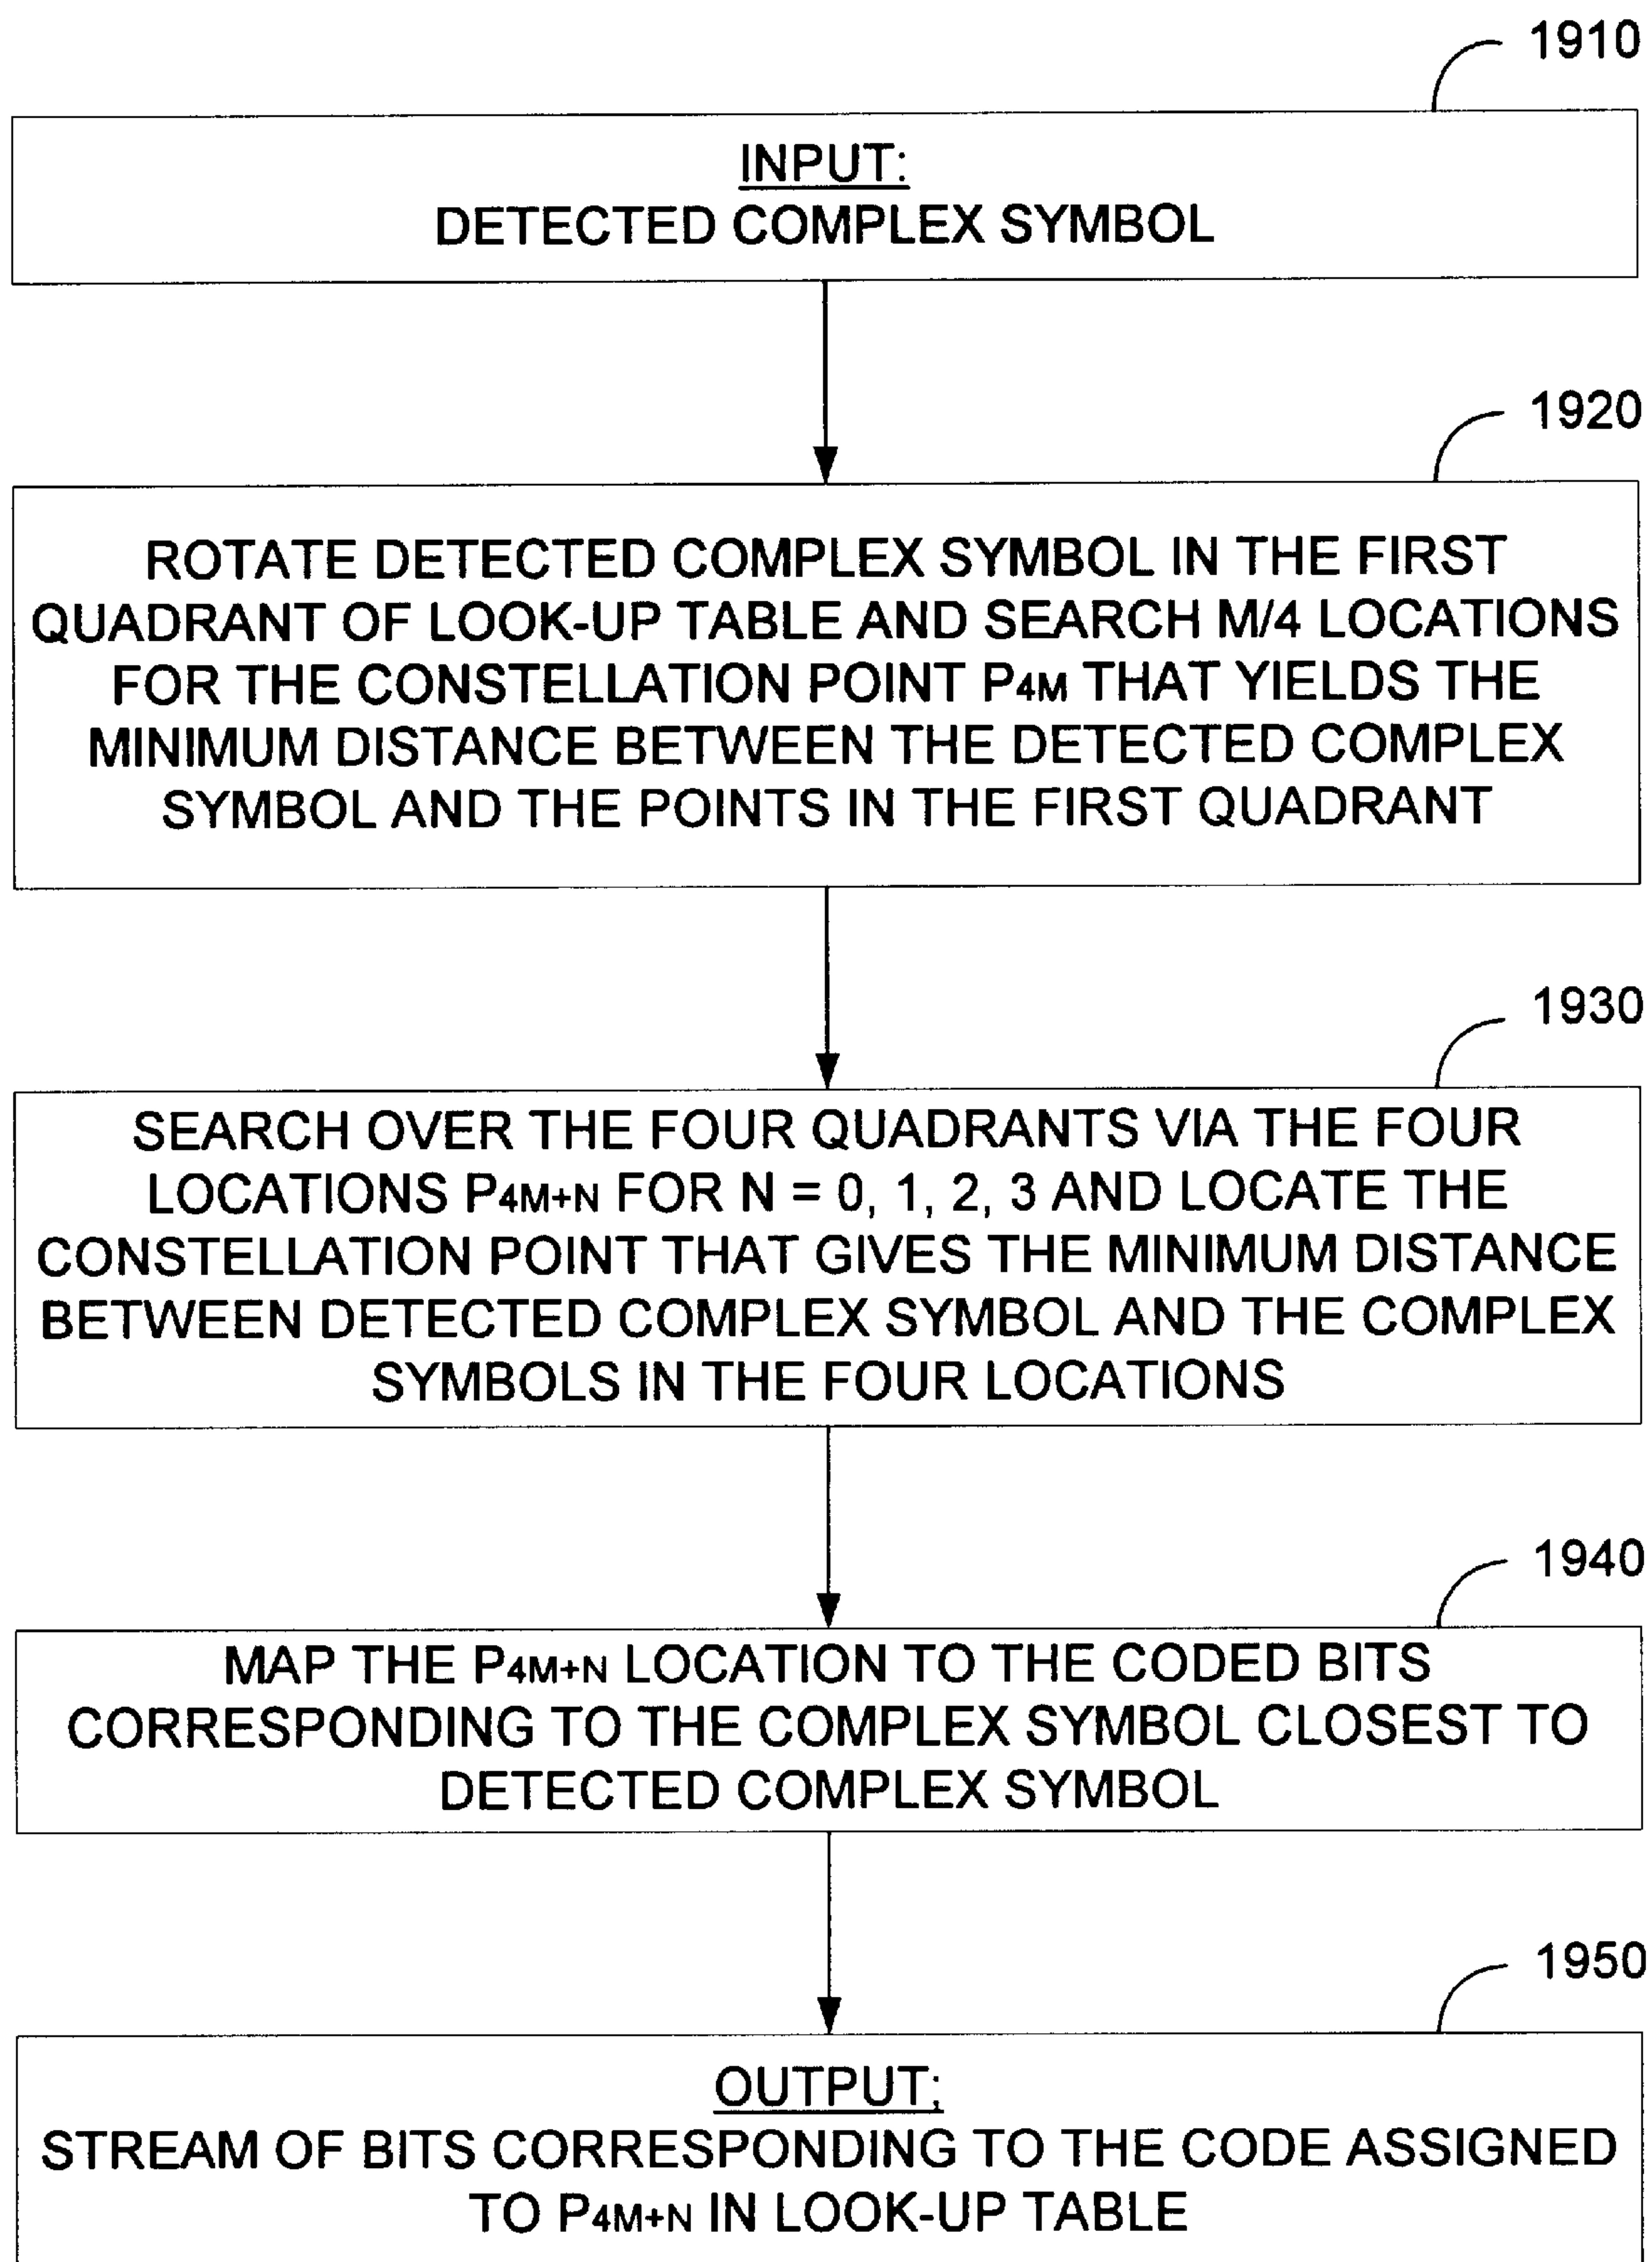 1910
INPUT:
DETECTED COMPLEX SYMBOL
1920
ROTATE DETECTED COMPLEX SYMBOL IN THE FIRST
QUADRANT OF LOOK-UP TABLE AND SEARCH M/4 LOCATIONS
FOR THE CONSTELLATION POINT P4M THAT YIELDS THE
MINIMUM DISTANCE BETWEEN THE DETECTED COMPLEX
SYMBOL AND THE POINTS IN THE FIRST QUADRANT
1930
SEARCH OVER THE FOUR QUADRANTS VIA THE FOUR
LOCATIONS P4M+N FOR N = 0, 1, 2, 3 AND LOCATE THE
CONSTELLATION POINT THAT GIVES THE MINIMUM DISTANCE
BETWEEN DETECTED COMPLEX SYMBOL AND THE COMPLEX
SYMBOLS IN THE FOUR LOCATIONS
1940
MAP THE P4M+N LOCATION TO THE CODED BITS
CORRESPONDING TO THE COMPLEX SYMBOL CLOSEST TO
DETECTED COMPLEX SYMBOL
1950
OUTPUT;
STREAM OF BITS CORRESPONDING TO THE CODE ASSIGNED
TO P4M+N IN LOOK-UP TABLE